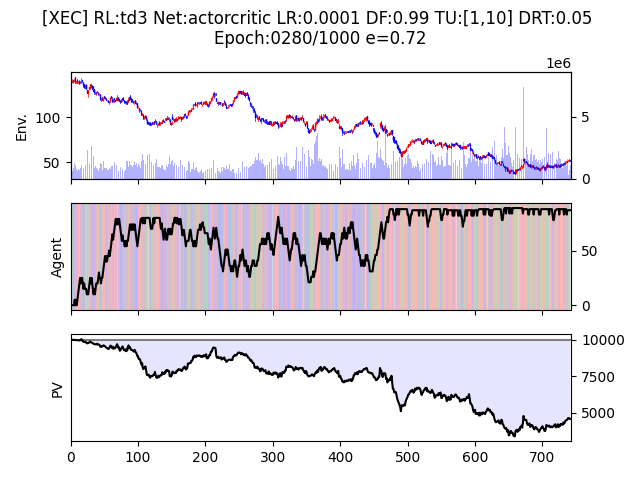 [XEC] RL:td3 Net:actorcritic LR:0.0001 DF:0.99 TU:[1,10] DRT:0.05
Epoch:0280/1000 e=0.72
1e6
Env.
100
50
5
0
Agent
50
0
PV
10000
7500
5000
0 100 200 300 400 500 600 700